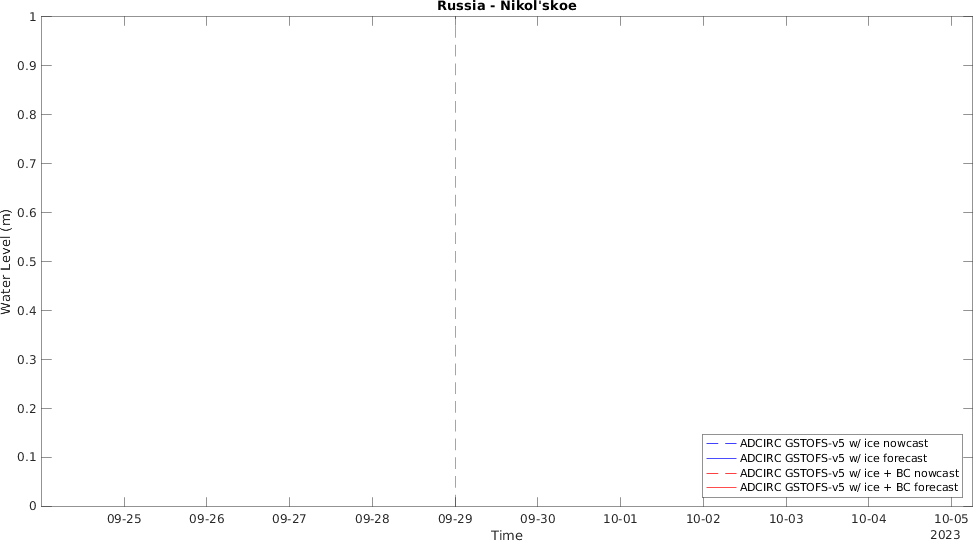 Russia - Nikol'skoe
1
0.9
0.8
0.7
0.6
0.5
0.4
0.3
0.2
0.1
0
Water Level (m)
ADCIRC GSTOFS-v5 w/ ice nowcast
ADCIRC GSTOFS-v5 w/ ice forecast
ADCIRC GSTOFS-v5 w/ ice + BC nowcast
ADCIRC GSTOFS-v5 w/ ice + BC forecast
09-25 09-26 09-27 09-28 09-29 09-30 10-01 10-02 10-03 10-04 10-05
Time
2023